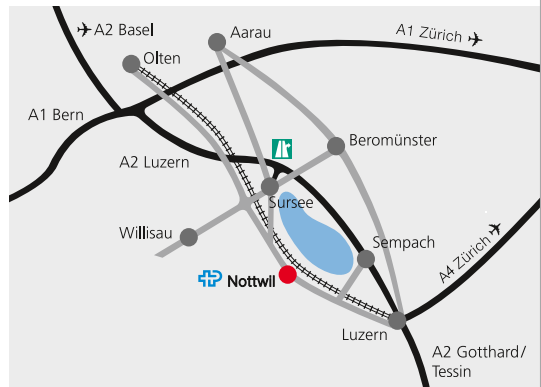 A2 Basel
Aarau
A1 Zürich
Olten
A1 Bern
A2 Luzern
Beromünster
Sursee
Willisau
Sempach
A4 Zürich
Nottwil
Luzern
A2 Gotthard/
Tessin